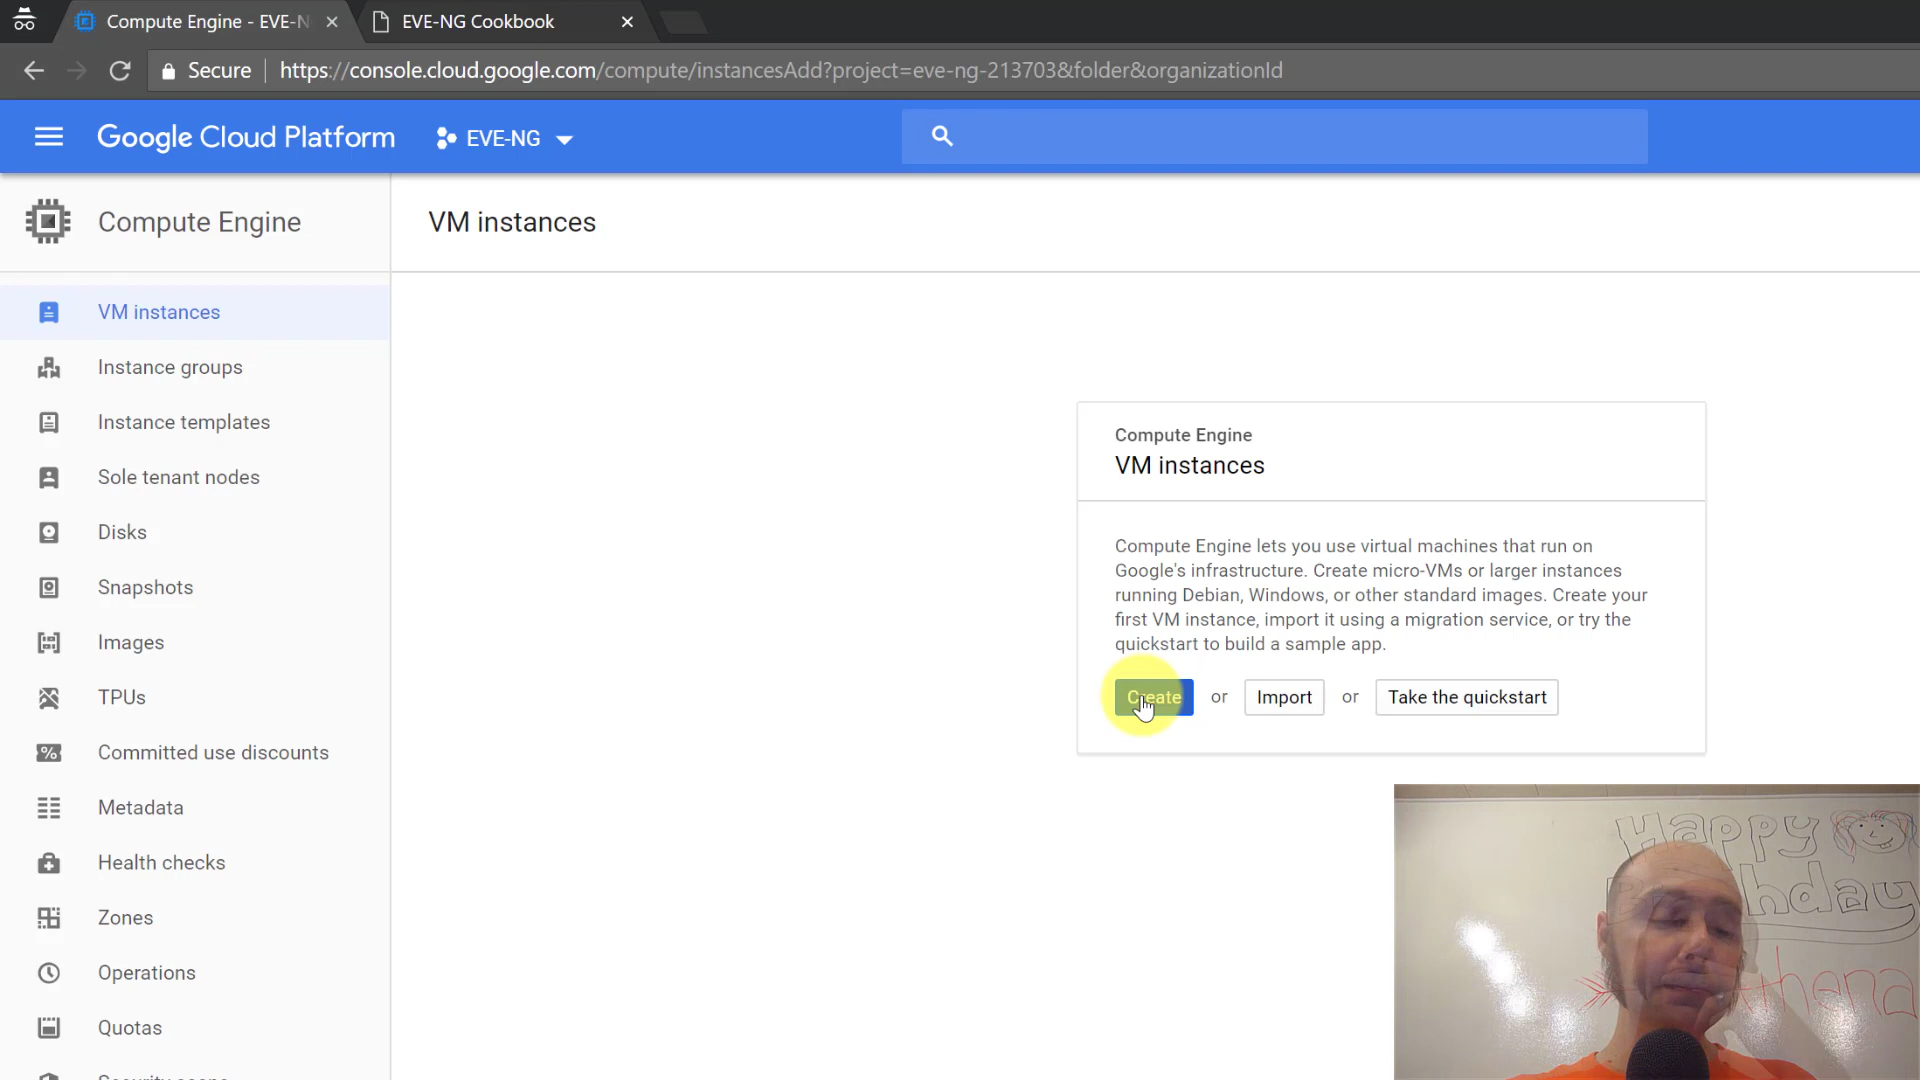 Compute Engine - EVE-N
EVE-NG Cookbook
Secure
https://console.cloud.google.com/compute/instancesAdd?project=eve-ng-213703&folder&organizationId
Google Cloud Platform
EVE-NG
Compute Engine
VM instances
VM instances
Instance groups
Instance templates
Sole tenant nodes
Disks
Snapshots
Images
TPUs
Committed use discounts
Metadata
Health checks
Zones
Operations
Quotas
Compute Engine
VM instances
Compute Engine lets you use virtual machines that run on
Google's infrastructure. Create micro-VMs or larger instances
running Debian, Windows, or other standard images. Create your
first VM instance, import it using a migration service, or try the
quickstart to build a sample app.
Create or Import or Take the quickstart
Happy